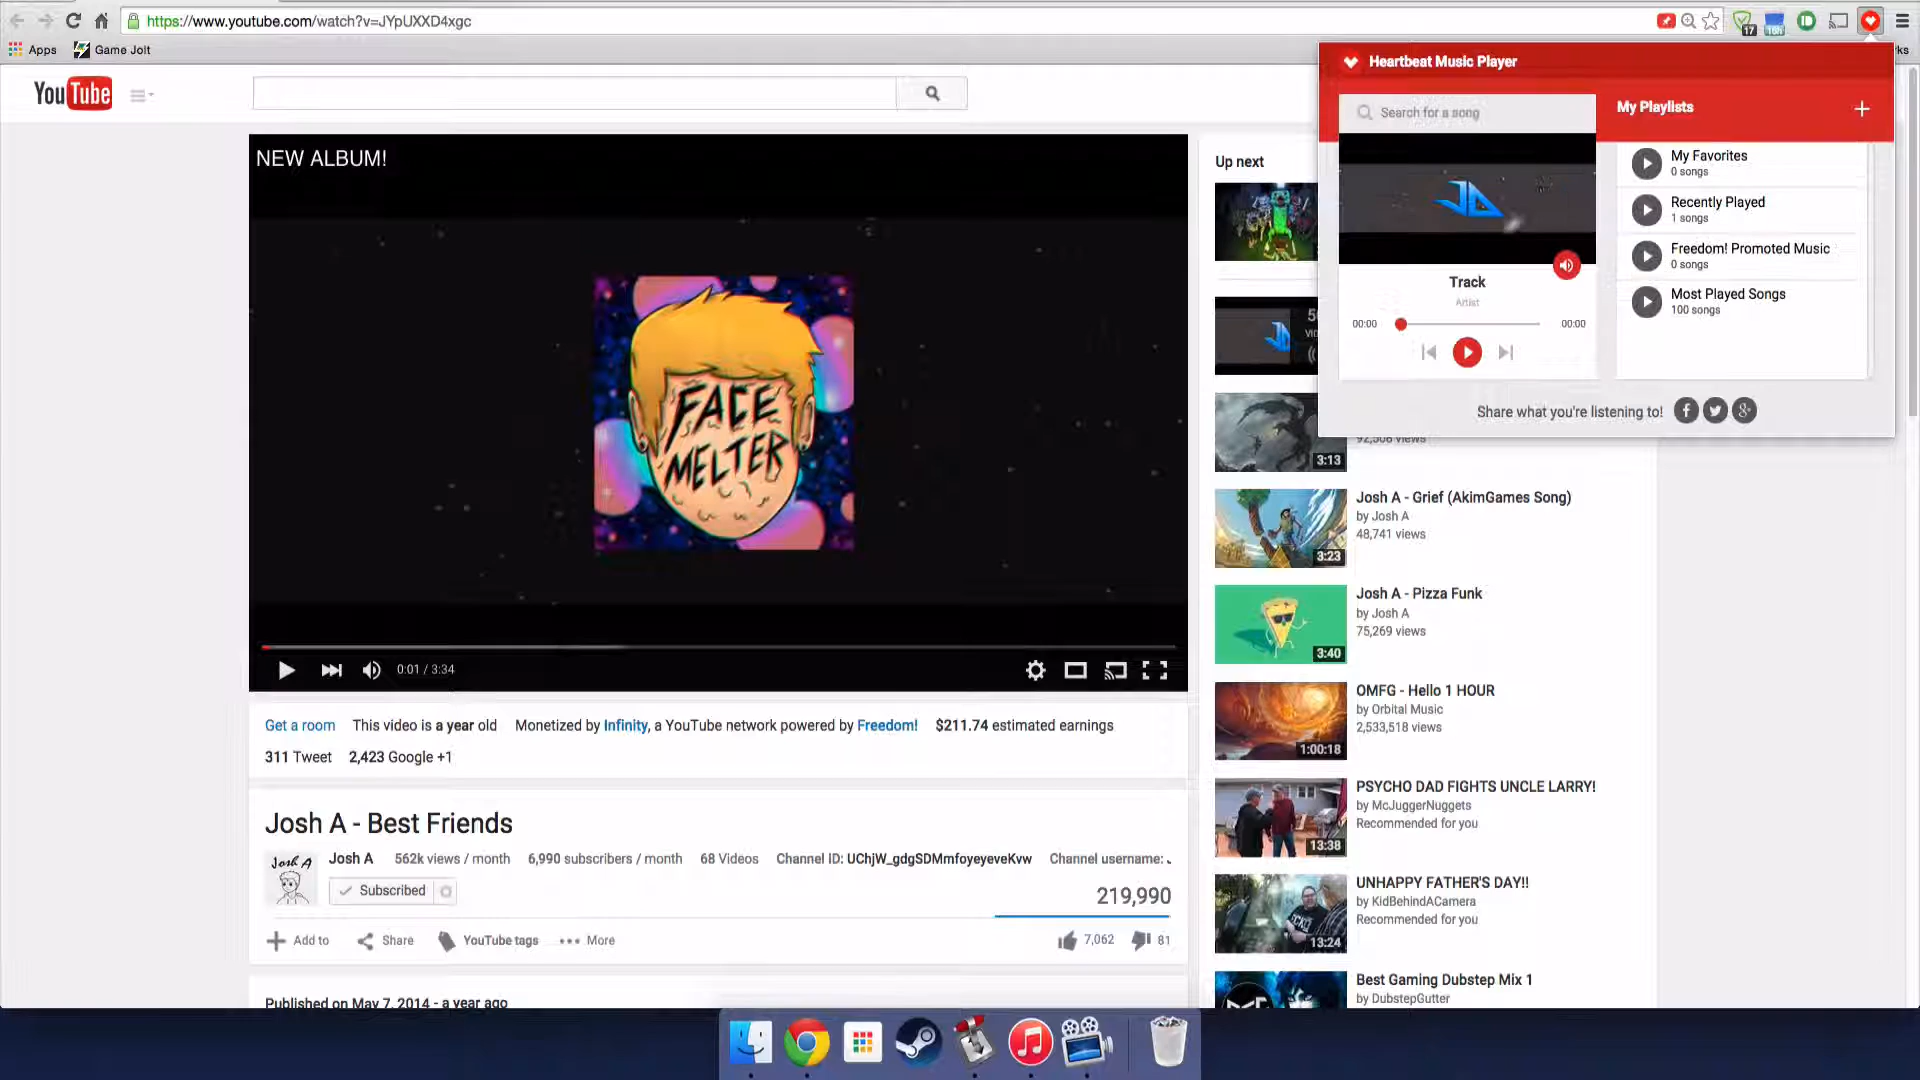 https://www.youtube.com/watch?v=JYpUXXD4xgc
17
Apps
Game Jolt
Heartbeat Music Player
YouTube
Search for a song
My Playlists
My Favorites
0 songs
Recently Played
1 songs
Freedom! Promoted Music
0 songs
Most Played Songs
100 songs
Track
Artist
00:00
00:00
Share what you're listening to!
NEW ALBUM!
FACE
MELTER
0:01 / 3:34
Up next
92,506 views
3:13
Josh A - Grief (AkimGames Song)
by Josh A
48,741 views
3:23
Josh A - Pizza Funk
by Josh A
75,269 views
3:40
OMFG - Hello 1 HOUR
by Orbital Music
2,533,518 views
1:00:18
PSYCHO DAD FIGHTS UNCLE LARRY!
by McJuggerNuggets
Recommended for you
13:38
UNHAPPY FATHER'S DAY!!
by KidBehindACamera
Recommended for you
13:24
Best Gaming Dubstep Mix 1
by DubstepGutter
Get a room This video is a year old Monetized by Infinity, a YouTube network powered by Freedom! $211.74 estimated earnings
311 Tweet 2,423 Google +1
Josh A - Best Friends
Josh A
Josh A 562k views / month 6,990 subscribers / month 68 Videos Channel ID: UChjW_gdgSDMmfoyeyeveKvw Channel username:
Subscribed
219,990
Add to Share YouTube tags More
7,062 81
Published on May 7, 2014 - a year ago